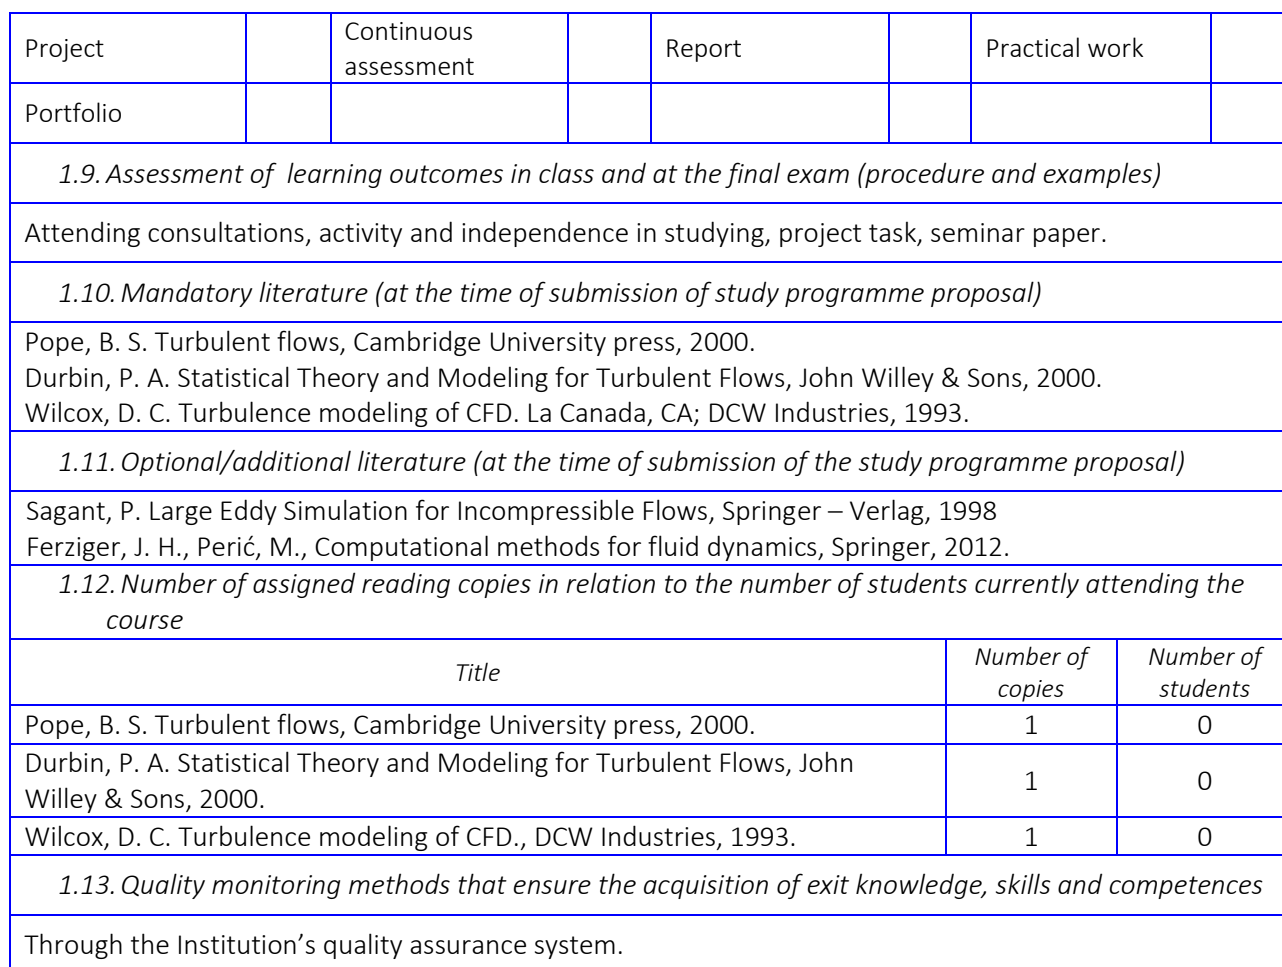 Project Continuous assessment Report Practical work
Portfolio
1.9. Assessment of  learning outcomes in class and at the final exam (procedure and examples)
Attending consultations, activity and independence in studying, project task, seminar paper.
1.10. Mandatory literature (at the time of submission of study programme proposal)
Pope, B. S. Turbulent flows, Cambridge University press, 2000.
Durbin, P. A. Statistical Theory and Modeling for Turbulent Flows, John Willey & Sons, 2000.
Wilcox, D. C. Turbulence modeling of CFD. La Canada, CA; DCW Industries, 1993.
1.11. Optional/additional literature (at the time of submission of the study programme proposal)
Sagant, P. Large Eddy Simulation for Incompressible Flows, Springer – Verlag, 1998
Ferziger, J. H., Perić, M., Computational methods for fluid dynamics, Springer, 2012.
1.12. Number of assigned reading copies in relation to the number of students currently attending the
course
Title Number of copies Number of students
Pope, B. S. Turbulent flows, Cambridge University press, 2000. 1 0
Durbin, P. A. Statistical Theory and Modeling for Turbulent Flows, John
Willey & Sons, 2000. 1 0
Wilcox, D. C. Turbulence modeling of CFD., DCW Industries, 1993. 1 0
1.13. Quality monitoring methods that ensure the acquisition of exit knowledge, skills and competences
Through the Institution’s quality assurance system.